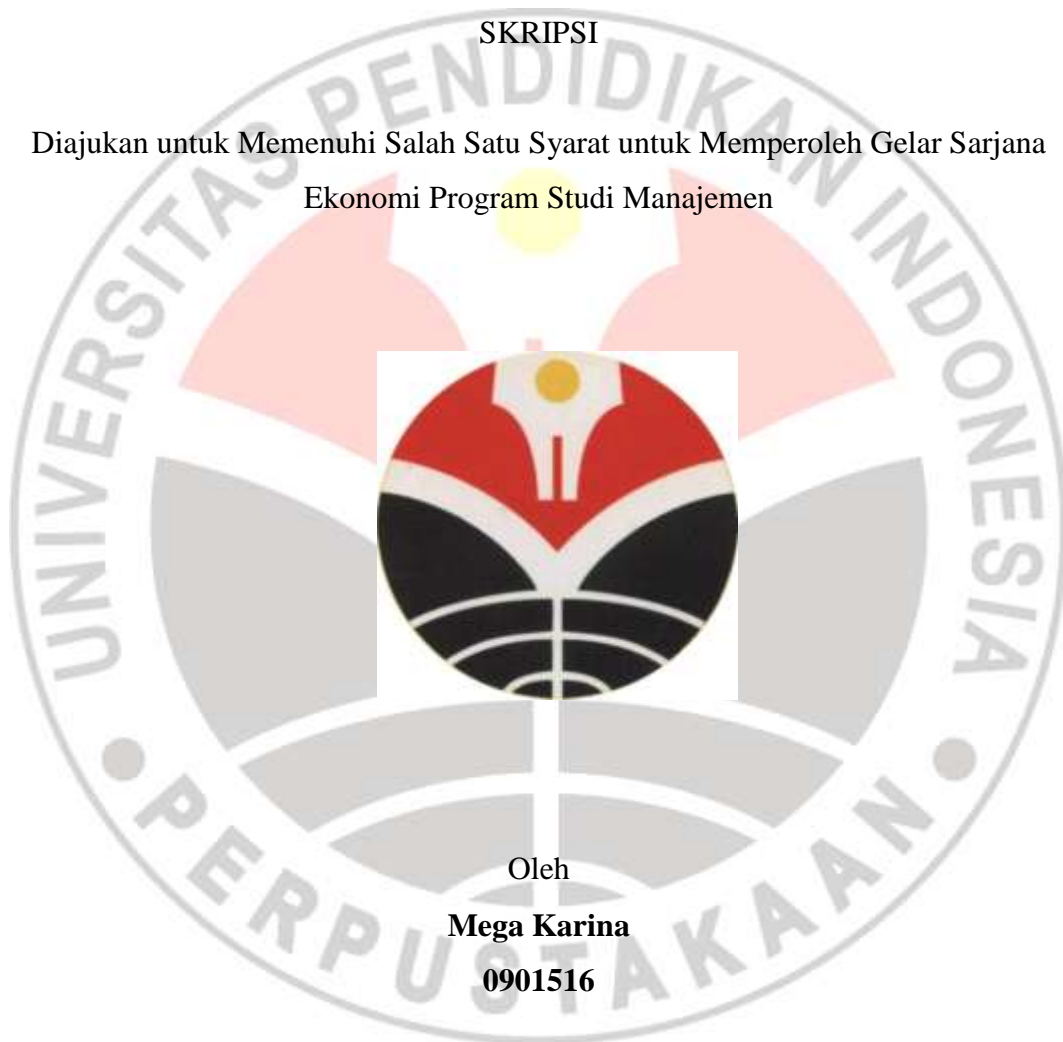 SKRIPSI
Diajukan untuk Memenuhi Salah Satu Syarat untuk Memperoleh Gelar Sarjana
Ekonomi Program Studi Manajemen
UNIVERSITAS PENDIDIKAN INDONESIA
PERPUSTAKAAN
Oleh
Mega Karina
0901516